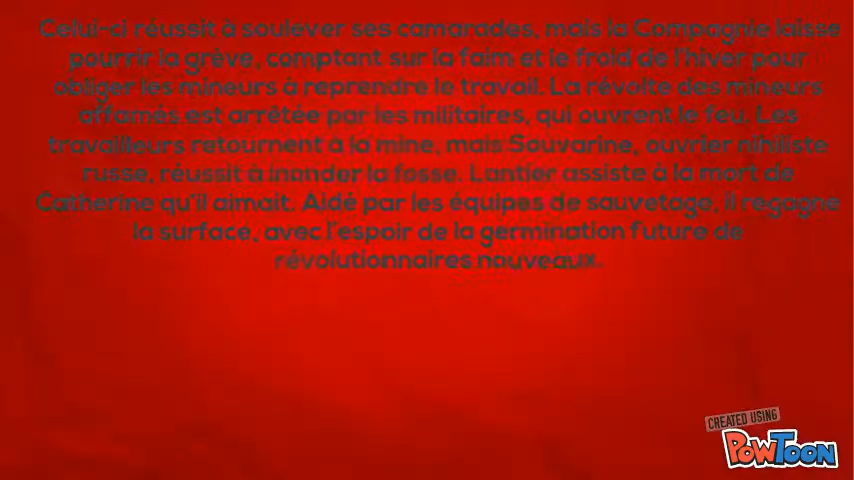 Celui-ci réussit à soulever ses camarades, mais la Compagnie laisse
pourrir la grève, comptant sur la faim et le froid de l'hiver pour
obliger les mineurs à reprendre le travail. La révolte des mineurs
affamés est arrêtée par les militaires, qui ouvrent le feu. Les
travailleurs retournent à la mine, mais Souvarine, ouvrier nihiliste
russe, réussit à inonder la fosse. Lantier assiste à la mort de
Catherine qu'il aimait. Aidé par les équipes de sauvetage, il regagne
la surface, avec l'espoir de la germination future de
révolutionnaires nouveaux.
CREATED USING
POWTOON